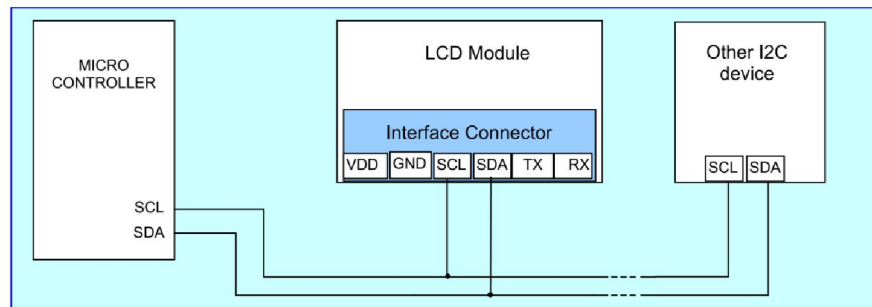 MICRO
CONTROLLER
SCL
SDA
LCD Module
Interface Connector
VDD GND SCL SDA TX RX
Other I2C
device
SCL SDA